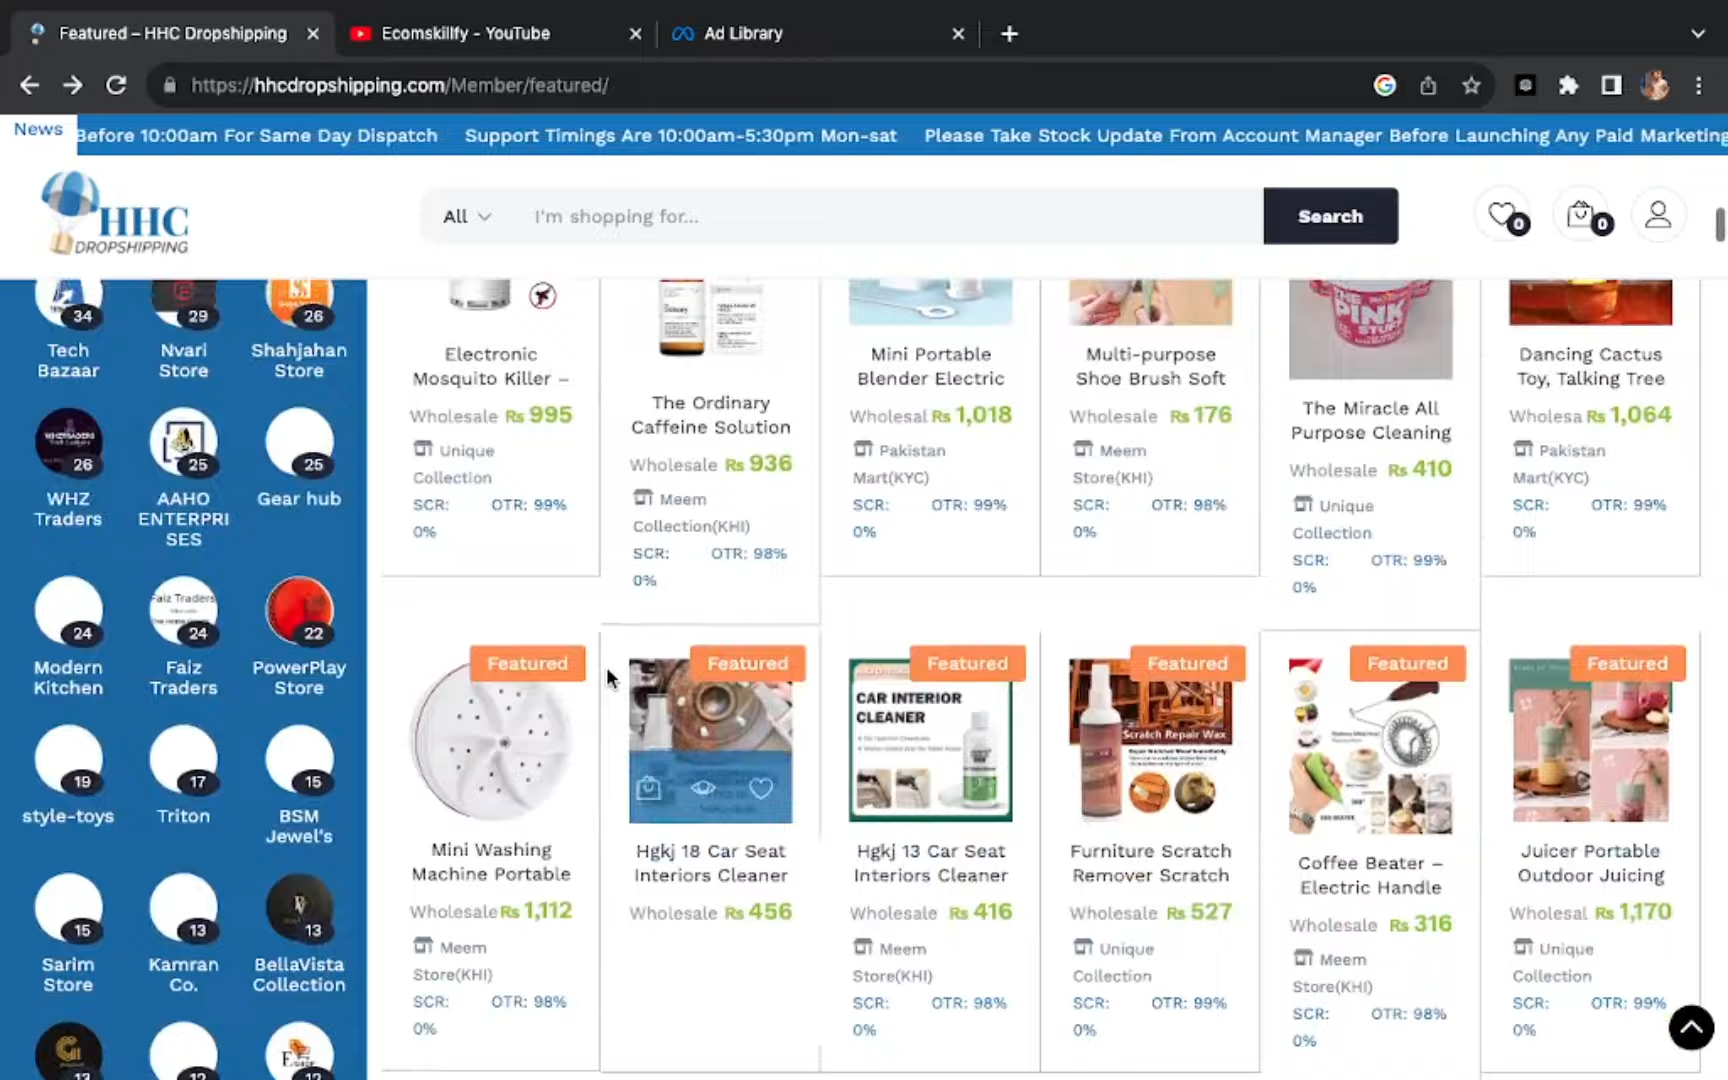 Featured – HHC Dropshipping
Ecomskillfy - YouTube
Ad Library
https://hhcdropshipping.com/Member/featured/
News
Before 10:00am For Same Day Dispatch Support Timings Are 10:00am-5:30pm Mon-sat Please Take Stock Update From Account Manager Before Launching Any Paid Marketing
HHC
DROPSHIPPING
All
I'm shopping for...
Search
0
0
34
29
26
Tech
Bazaar
Nvari
Store
Shahjahan
Store
26
25
25
WHZ
Traders
AAHO
ENTERPRI
SES
Gear hub
Faiz Traders
24
24
22
Modern
Kitchen
Faiz
Traders
PowerPlay
Store
19
17
15
style-toys
Triton
BSM
Jewel's
15
13
13
Sarim
Store
Kamran
Co.
BellaVista
Collection
13
12
12
Electronic
Mosquito Killer –
Wholesale Rs 995
Unique
Collection
SCR: OTR: 99%
0%
The Ordinary
Caffeine Solution
Wholesale Rs 936
Meem
Collection(KHI)
SCR: OTR: 98%
0%
Mini Portable
Blender Electric
Wholesal Rs 1,018
Pakistan
Mart(KYC)
SCR: OTR: 99%
0%
Multi-purpose
Shoe Brush Soft
Wholesale Rs 176
Meem
Store(KHI)
SCR: OTR: 98%
0%
THE
PINK
STUFF
The Miracle All
Purpose Cleaning
Wholesale Rs 410
Unique
Collection
SCR: OTR: 99%
0%
Dancing Cactus
Toy, Talking Tree
Wholesa Rs 1,064
Pakistan
Mart(KYC)
SCR: OTR: 99%
0%
Featured
Mini Washing
Machine Portable
Wholesale Rs 1,112
Meem
Store(KHI)
SCR: OTR: 98%
0%
Featured
Hgkj 18 Car Seat
Interiors Cleaner
Wholesale Rs 456
Featured
CAR INTERIOR
CLEANER
Hgkj 13 Car Seat
Interiors Cleaner
Wholesale Rs 416
Meem
Store(KHI)
SCR: OTR: 98%
0%
Featured
Scratch Repair Wax
Furniture Scratch
Remover Scratch
Wholesale Rs 527
Unique
Collection
SCR: OTR: 99%
0%
Featured
Coffee Beater –
Electric Handle
Wholesale Rs 316
Meem
Store(KHI)
SCR: OTR: 98%
0%
Featured
Juicer Portable
Outdoor Juicing
Wholesal Rs 1,170
Unique
Collection
SCR: OTR: 99%
0%